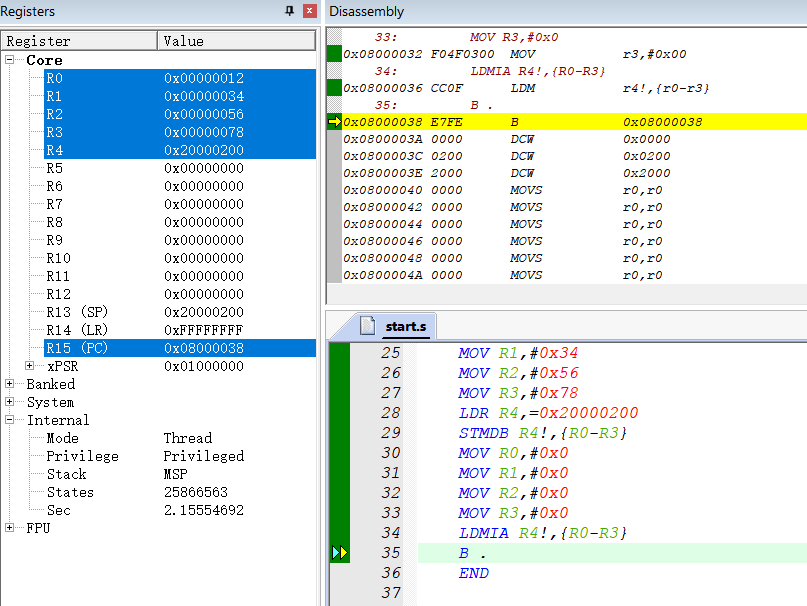 Registers
Register Value
Core
R0 0x00000012
R1 0x00000034
R2 0x00000056
R3 0x00000078
R4 0x20000200
R5 0x00000000
R6 0x00000000
R7 0x00000000
R8 0x00000000
R9 0x00000000
R10 0x00000000
R11 0x00000000
R12 0x00000000
R13 (SP) 0x20000200
R14 (LR) 0xFFFFFFFF
R15 (PC) 0x08000038
xPSR 0x01000000
Banked
System
Internal
Mode Thread
Privilege Privileged
Stack MSP
States 25866563
Sec 2.15554692
FPU
Disassembly
33: MOV R3,#0x0
0x08000032 F04F0300 MOV r3,#0x00
34: LDMIA R4!,{R0-R3}
0x08000036 CC0F LDM r4!,{r0-r3}
35: B .
0x08000038 E7FE B 0x08000038
0x0800003A 0000 DCW 0x0000
0x0800003C 0200 DCW 0x0200
0x0800003E 2000 DCW 0x2000
0x08000040 0000 MOVS r0,r0
0x08000042 0000 MOVS r0,r0
0x08000044 0000 MOVS r0,r0
0x08000046 0000 MOVS r0,r0
0x08000048 0000 MOVS r0,r0
0x0800004A 0000 MOVS r0,r0
start.s
25 MOV R1,#0x34
26 MOV R2,#0x56
27 MOV R3,#0x78
28 LDR R4,=0x20000200
29 STMDB R4!,{R0-R3}
30 MOV R0,#0x0
31 MOV R1,#0x0
32 MOV R2,#0x0
33 MOV R3,#0x0
34 LDMIA R4!,{R0-R3}
35 B .
36 END
37